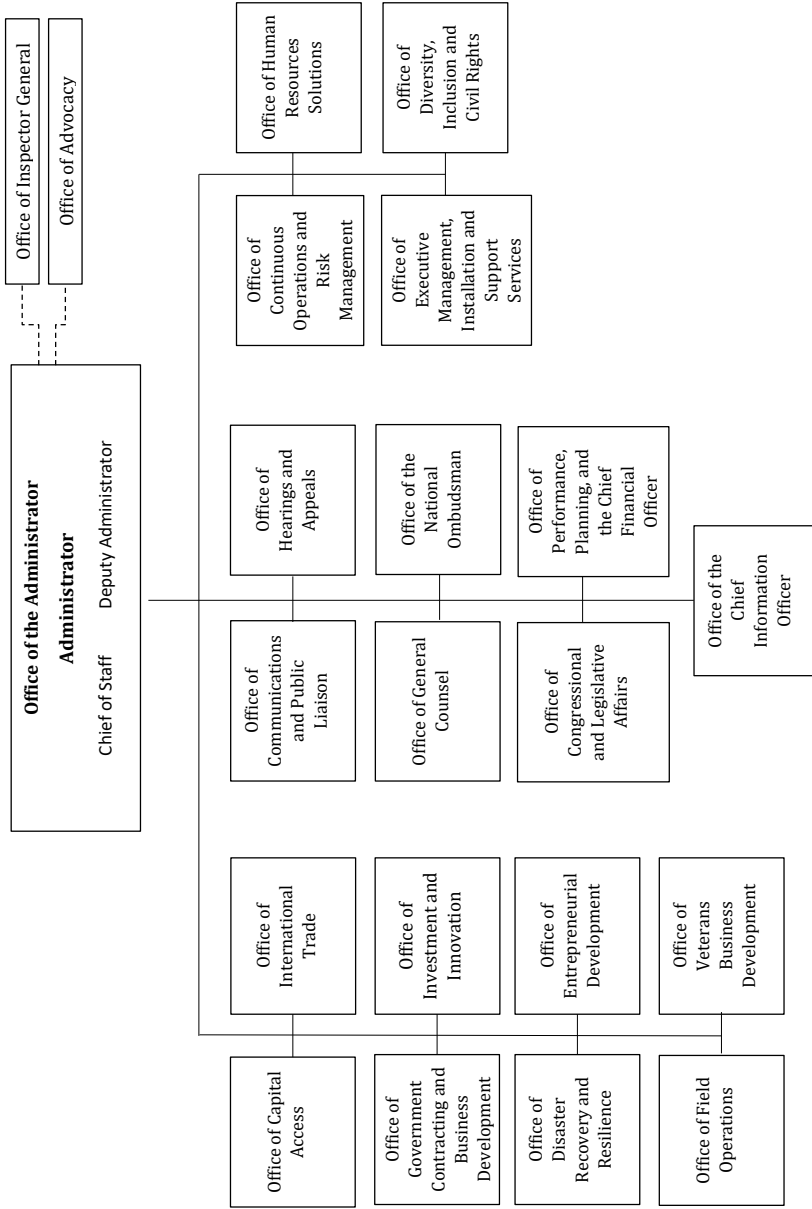 Office of the Administrator
Administrator
Chief of Staff Deputy Administrator
Office of Inspector General
Office of Advocacy
Office of Capital
Access
Office of
International
Trade
Office of
Government
Contracting and
Business
Development
Office of
Investment and
Innovation
Office of
Disaster
Recovery and
Resilience
Office of
Entrepreneurial
Development
Office of Field
Operations
Office of
Veterans
Business
Development
Office of
Communications
and Public
Liaison
Office of
Hearings and
Appeals
Office of General
Counsel
Office of the
National
Ombudsman
Office of
Congressional
and Legislative
Affairs
Office of
Performance,
Planning, and
the Chief
Financial
Officer
Office of the
Chief
Information
Officer
Office of
Continuous
Operations and
Risk
Management
Office of Human
Resources
Solutions
Office of
Executive
Management,
Installation and
Support
Services
Office of
Diversity,
Inclusion and
Civil Rights